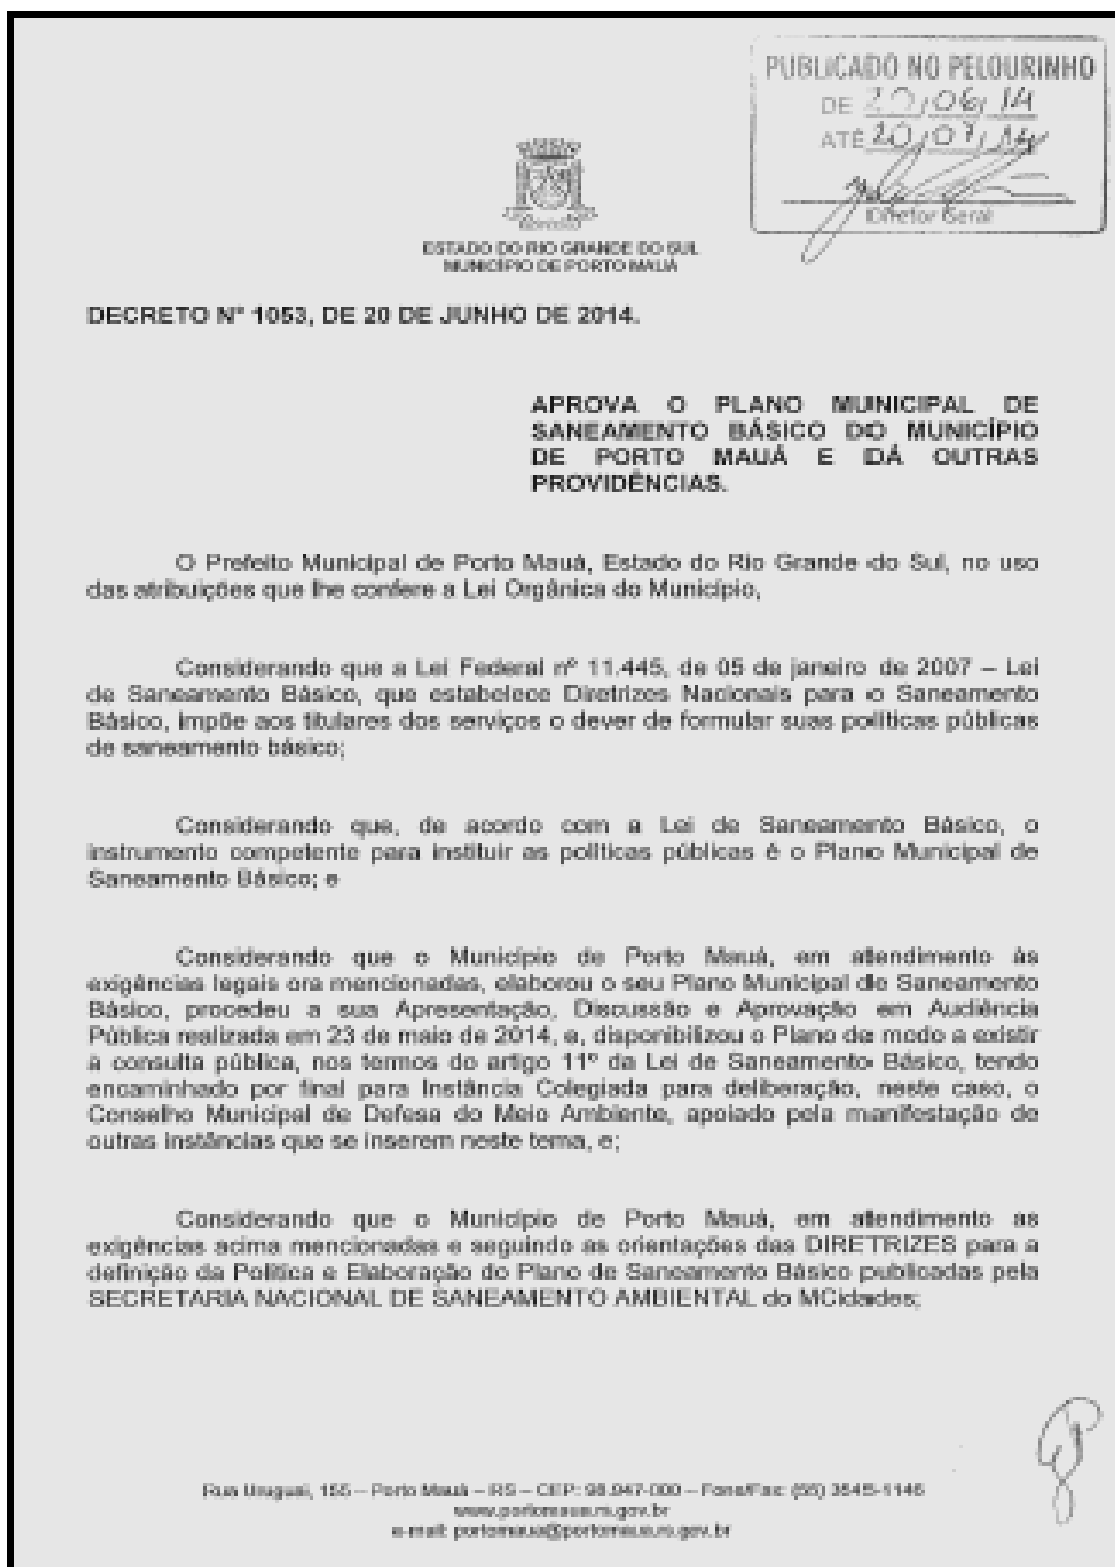 PUBLICADO NO PELOURINHO
DE 20/06/14
ATÉ 20/07/14
Diretor Geral
ESTADO DO RIO GRANDE DO SUL
MUNICÍPIO DE PORTO MAUÁ
DECRETO N° 1053, DE 20 DE JUNHO DE 2014.
APROVA O PLANO MUNICIPAL DE
SANEAMENTO BÁSICO DO MUNICÍPIO
DE PORTO MAUÁ E DÁ OUTRAS
PROVIDÊNCIAS.
O Prefeito Municipal de Porto Mauá, Estado do Rio Grande do Sul, no uso
das atribuições que lhe confere a Lei Orgânica do Município,
Considerando que a Lei Federal nº 11.445, de 05 de janeiro de 2007 – Lei
de Saneamento Básico, que estabelece Diretrizes Nacionais para o Saneamento
Básico, impõe aos titulares dos serviços o dever de formular suas políticas públicas
de saneamento básico;
Considerando que, de acordo com a Lei de Saneamento Básico, o
instrumento competente para instituir as políticas públicas é o Plano Municipal de
Saneamento Básico; e
Considerando que o Município de Porto Mauá, em atendimento às
exigências legais ora mencionadas, elaborou o seu Plano Municipal de Saneamento
Básico, procedeu a sua Apresentação, Discussão e Aprovação em Audiência
Pública realizada em 23 de maio de 2014, e, disponibilizou o Plano de modo a existir
a consulta pública, nos termos do artigo 11º da Lei de Saneamento Básico, tendo
encaminhado por final para Instância Colegiada para deliberação, neste caso, o
Conselho Municipal de Defesa do Meio Ambiente, apoiado pela manifestação de
outras instâncias que se inserem neste tema, e;
Considerando que o Município de Porto Mauá, em atendimento as
exigências acima mencionadas e seguindo as orientações das DIRETRIZES para a
definição da Política e Elaboração do Plano de Saneamento Básico publicadas pela
SECRETARIA NACIONAL DE SANEAMENTO AMBIENTAL do MCidades;
Rua Uruguai, 155 – Porto Mauá – RS – CEP: 98.947-000 – Fone/Fax: (55) 3545-1146
www.portomaua.rs.gov.br
e-mail: portomaua@portomaua.rs.gov.br